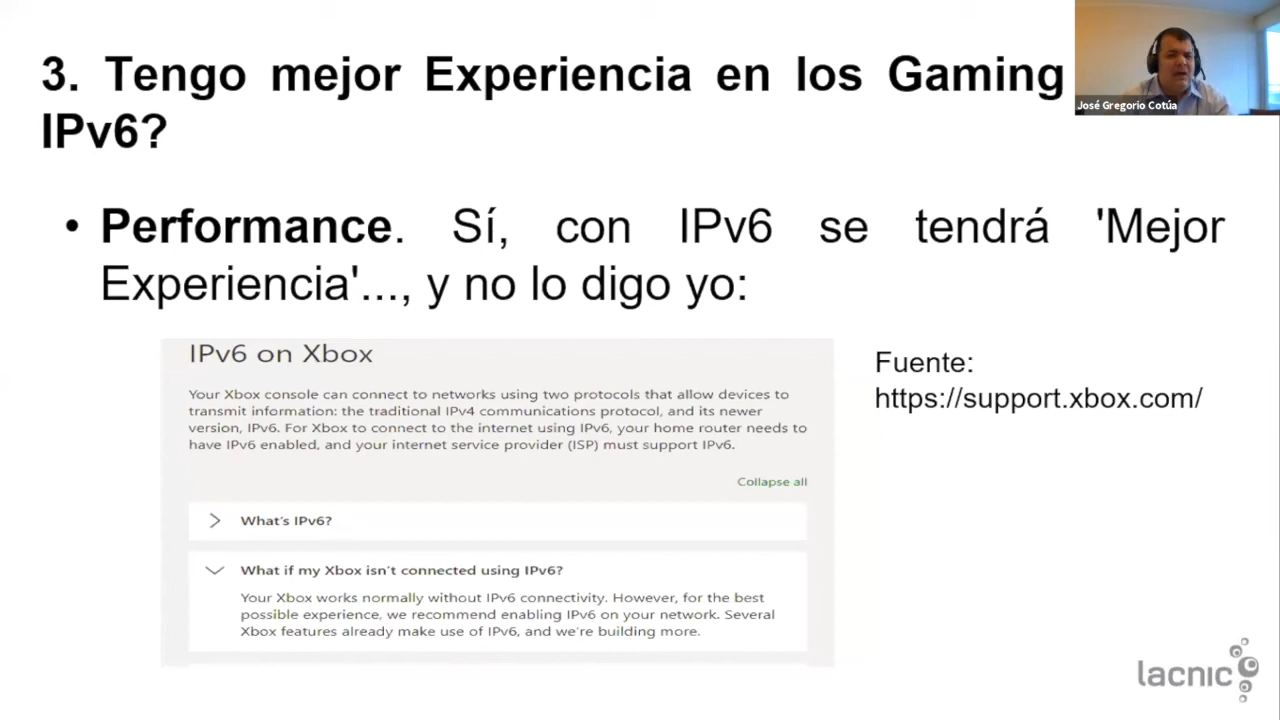 3. Tengo mejor Experiencia en los Gaming
IPv6?
José Gregorio Cotúa
• Performance. Sí, con IPv6 se tendrá 'Mejor
Experiencia'..., y no lo digo yo:
IPv6 on Xbox
Your Xbox console can connect to networks using two protocols that allow devices to
transmit information: the traditional IPv4 communications protocol, and its newer
version, IPv6. For Xbox to connect to the internet using IPv6, your home router needs to
have IPv6 enabled, and your internet service provider (ISP) must support IPv6.
Collapse all
What's IPv6?
What if my Xbox isn't connected using IPv6?
Your Xbox works normally without IPv6 connectivity. However, for the best
possible experience, we recommend enabling IPv6 on your network. Several
Xbox features already make use of IPv6, and we're building more.
Fuente:
https://support.xbox.com/
lacnic